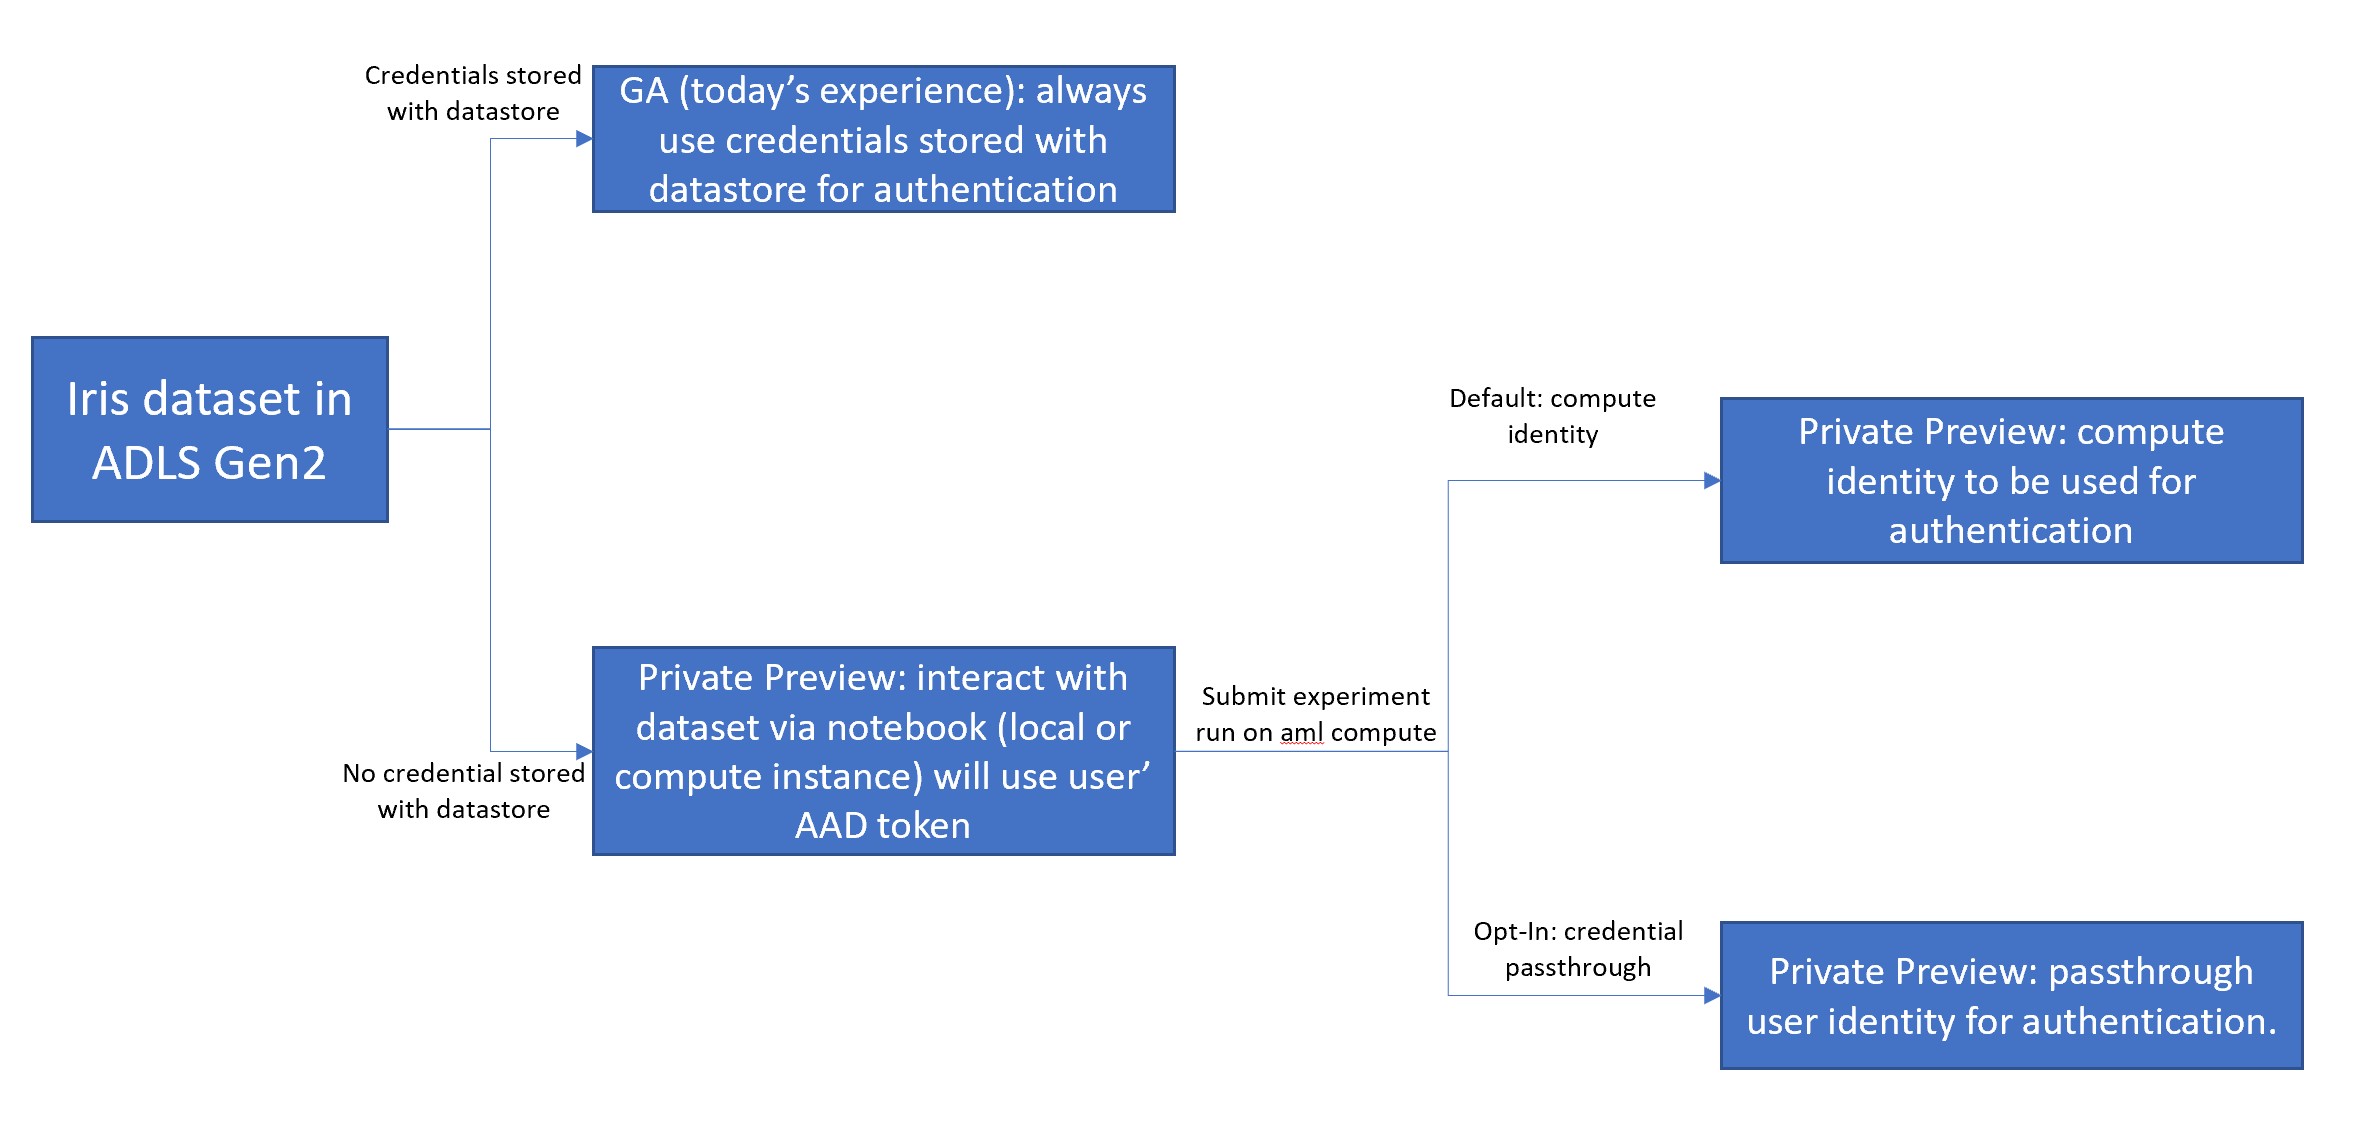 Credentials stored
with datastore
GA (today’s experience): always
use credentials stored with
datastore for authentication
Iris dataset in
ADLS Gen2
Default: compute
identity
Private Preview: compute
identity to be used for
authentication
No credential stored
with datastore
Private Preview: interact with
dataset via notebook (local or
compute instance) will use user’
AAD token
Submit experiment
run on aml compute
Opt-In: credential
passthrough
Private Preview: passthrough
user identity for authentication.